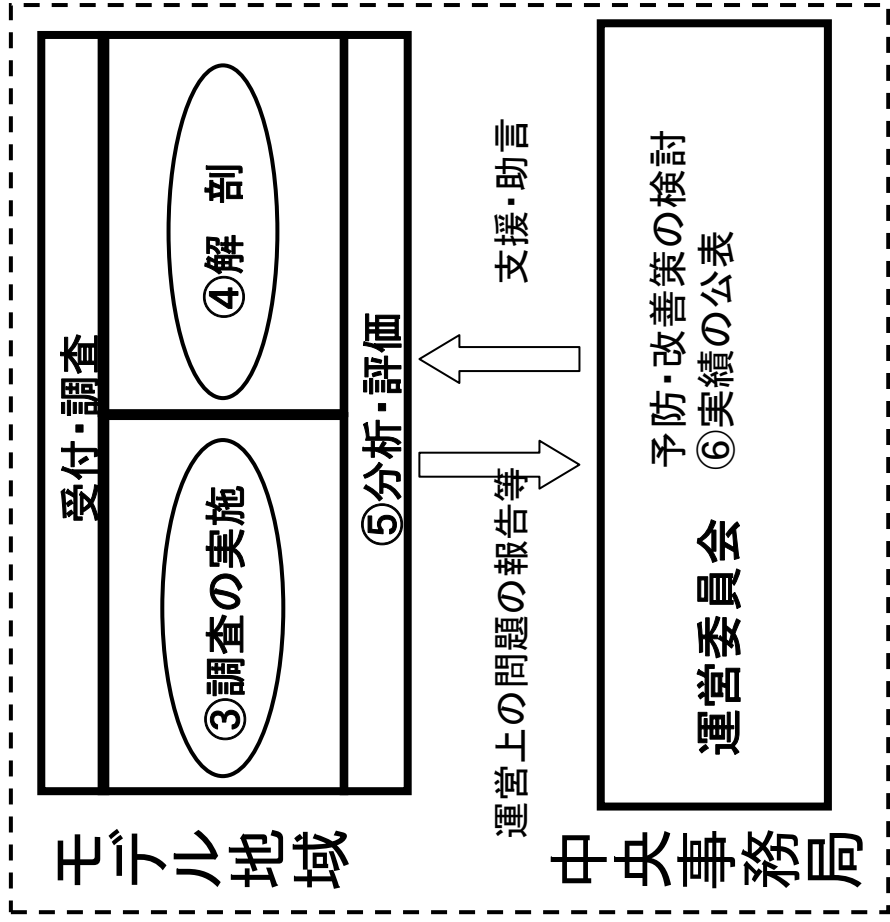 モデル地域
受付・調査
③調査の実施
④解　剖
⑤分析・評価
運営上の問題の報告等
支援・助言
中央事務局
運営委員会
予防・改善策の検討
⑥実績の公表